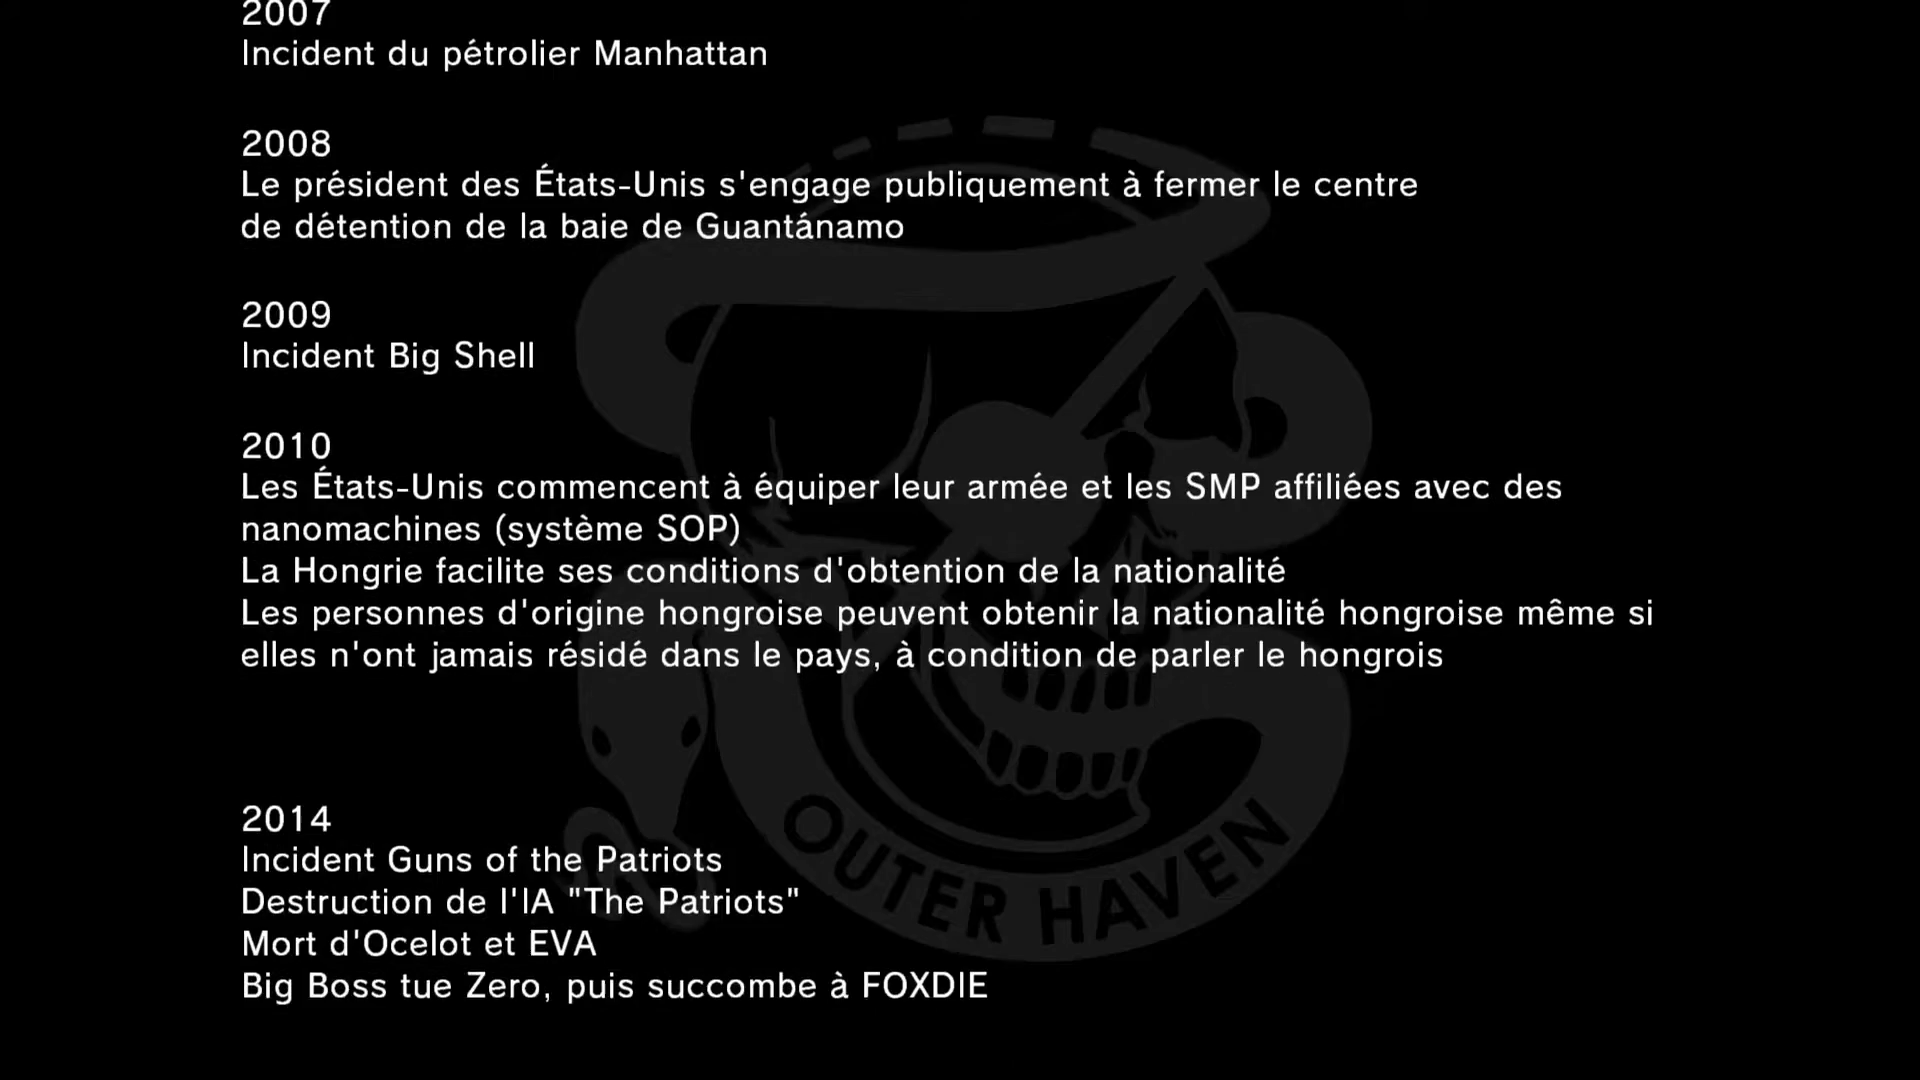 2007
Incident du pétrolier Manhattan
2008
Le président des États-Unis s'engage publiquement à fermer le centre
de détention de la baie de Guantánamo
2009
Incident Big Shell
2010
Les États-Unis commencent à équiper leur armée et les SMP affiliées avec des
nanomachines (système SOP)
La Hongrie facilite ses conditions d'obtention de la nationalité
Les personnes d'origine hongroise peuvent obtenir la nationalité hongroise même si
elles n'ont jamais résidé dans le pays, à condition de parler le hongrois
2014
Incident Guns of the Patriots
Destruction de l'IA "The Patriots"
Mort d'Ocelot et EVA
Big Boss tue Zero, puis succombe à FOXDIE
OUTER HAVEN